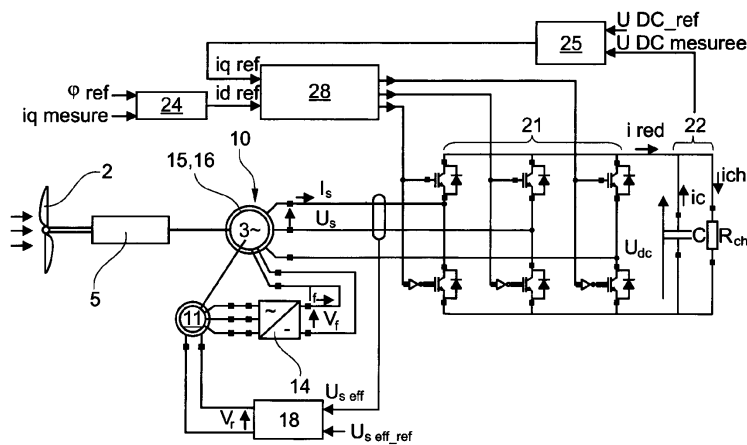 U DC_ref
25
U DC mesuree
iq ref
φ ref
24
id ref
28
iq mesure
21
22
10
i red
15,16
2
Is
ic
ich
3~
Us
Udc
C
Rch
5
If
11
~
-
Vf
14
Us eff
Vr
18
Us eff_ref